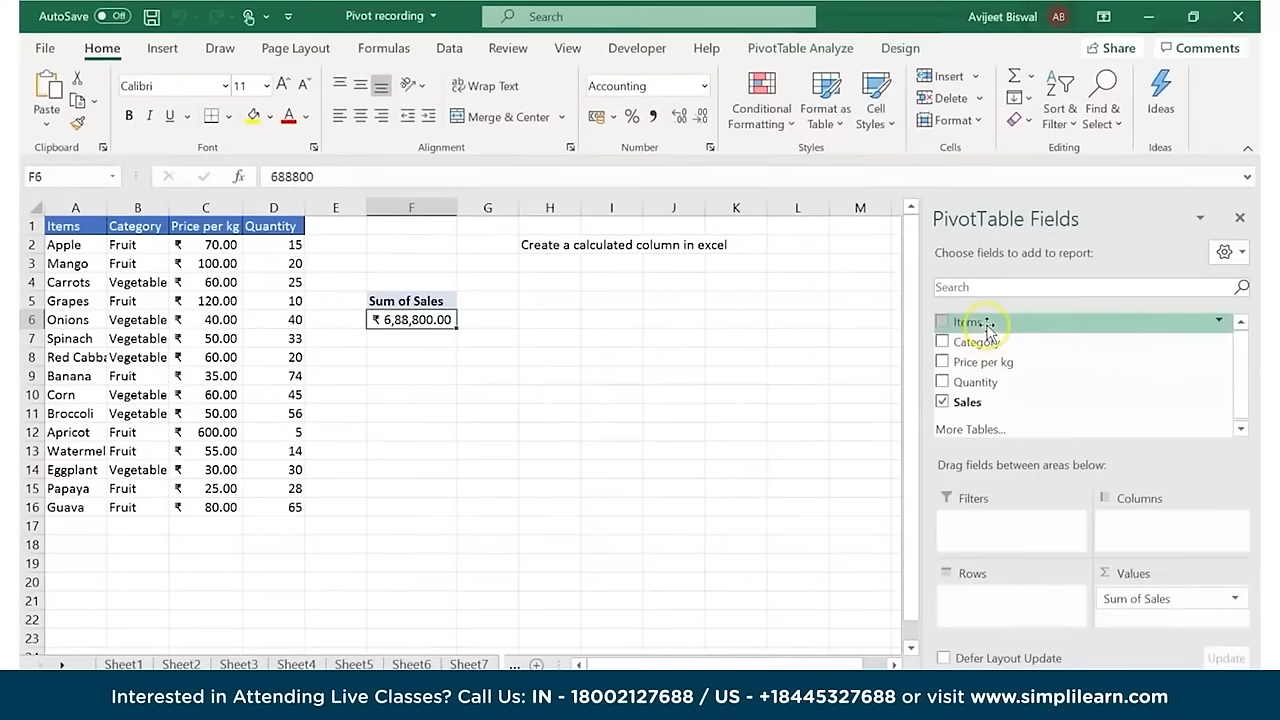 AutoSave Off Pivot recording Search Avijeet Biswal AB
File Home Insert Draw Page Layout Formulas Data Review View Developer Help PivotTable Analyze Design Share Comments
Paste Calibri 11 Wrap Text Accounting Conditional Formatting Format as Table Cell Styles Insert Sort & Filter Find & Select Ideas
B I U A Merge & Center % Delete
Format
Clipboard Font Alignment Number Styles Cells Editing Ideas
F6 fx 688800
A B C D E F G H I J K L M
1 Items Category Price per kg Quantity
2 Apple Fruit ₹ 70.00 15 Create a calculated column in excel
3 Mango Fruit ₹ 100.00 20
4 Carrots Vegetable ₹ 60.00 25
5 Grapes Fruit ₹ 120.00 10 Sum of Sales
6 Onions Vegetable ₹ 40.00 40 ₹ 6,88,800.00
7 Spinach Vegetable ₹ 50.00 33
8 Red Cabba Vegetable ₹ 60.00 20
9 Banana Fruit ₹ 35.00 74
10 Corn Vegetable ₹ 60.00 45
11 Broccoli Vegetable ₹ 50.00 56
12 Apricot Fruit ₹ 600.00 5
13 Watermel Fruit ₹ 55.00 14
14 Eggplant Vegetable ₹ 30.00 30
15 Papaya Fruit ₹ 25.00 28
16 Guava Fruit ₹ 80.00 65
17
18
19
20
21
22
23
Sheet1 Sheet2 Sheet3 Sheet4 Sheet5 Sheet6 Sheet7 ...
PivotTable Fields
Choose fields to add to report:
Search
Items
Category
Price per kg
Quantity
Sales
More Tables...
Drag fields between areas below:
Filters Columns
Rows Σ Values
Sum of Sales
Defer Layout Update Update
Interested in Attending Live Classes? Call Us: IN - 18002127688 / US - +18445327688 or visit www.simplilearn.com